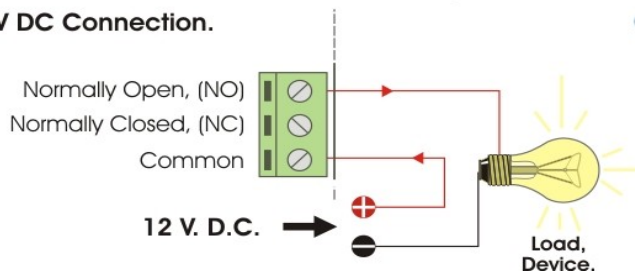 V DC Connection.
Normally Open, (NO)
Normally Closed, (NC)
Common
12 V. D.C.
Load,
Device.